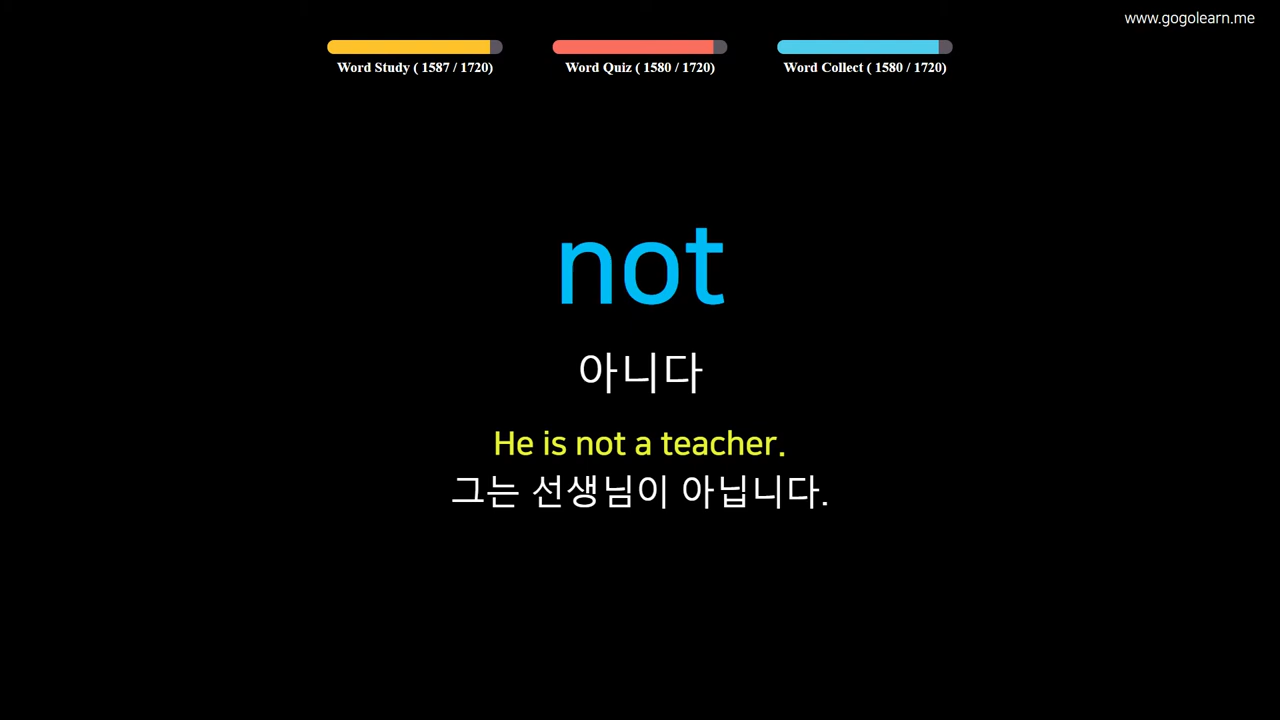 www.gogolearn.me
Word Study ( 1587 / 1720)
Word Quiz ( 1580 / 1720)
Word Collect ( 1580 / 1720)
not
아니다
He is not a teacher.
그는 선생님이 아닙니다.